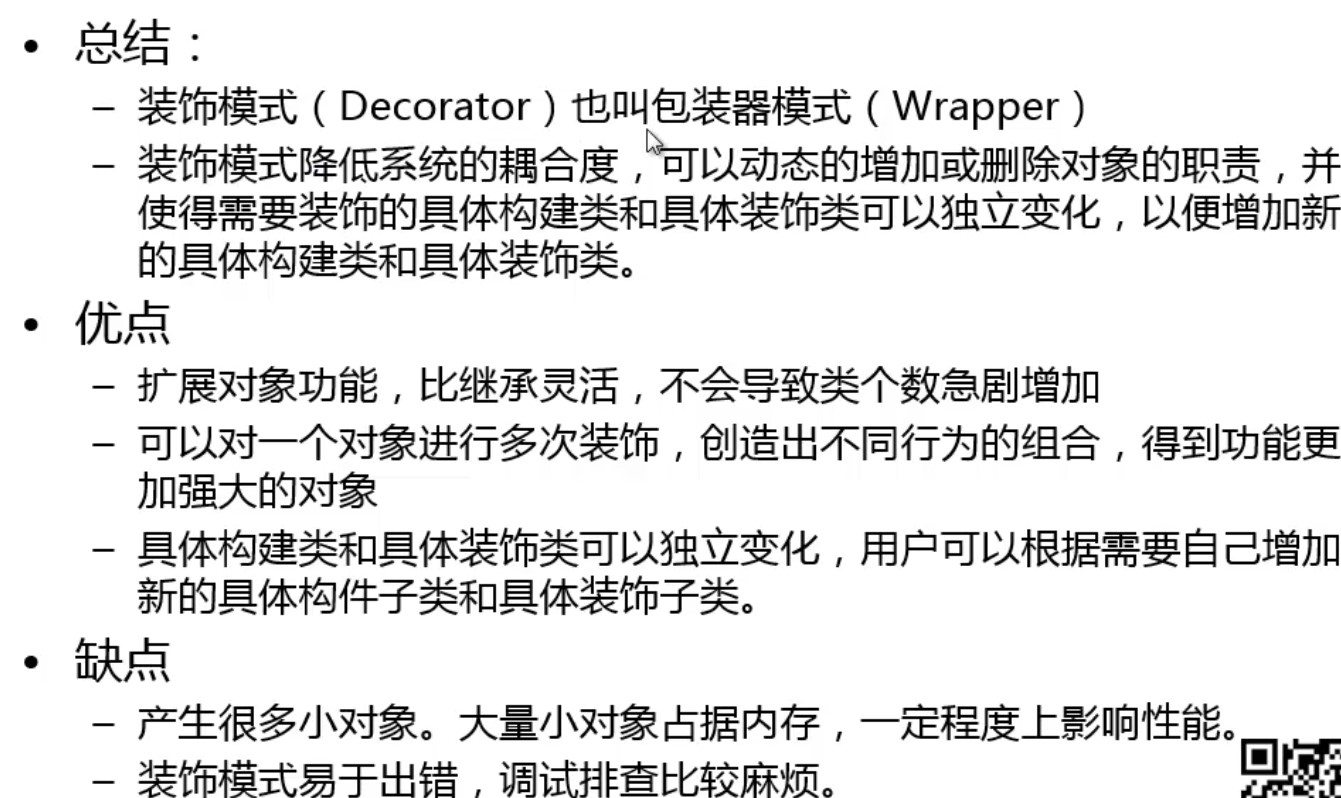 • 总结：
– 装饰模式（Decorator）也叫包装器模式（Wrapper）
– 装饰模式降低系统的耦合度，可以动态的增加或删除对象的职责，并
使得需要装饰的具体构建类和具体装饰类可以独立变化，以便增加新
的具体构建类和具体装饰类。
• 优点
– 扩展对象功能，比继承灵活，不会导致类个数急剧增加
– 可以对一个对象进行多次装饰，创造出不同行为的组合，得到功能更
加强大的对象
– 具体构建类和具体装饰类可以独立变化，用户可以根据需要自己增加
新的具体构件子类和具体装饰子类。
• 缺点
– 产生很多小对象。大量小对象占据内存，一定程度上影响性能。
– 装饰模式易于出错，调试排查比较麻烦。